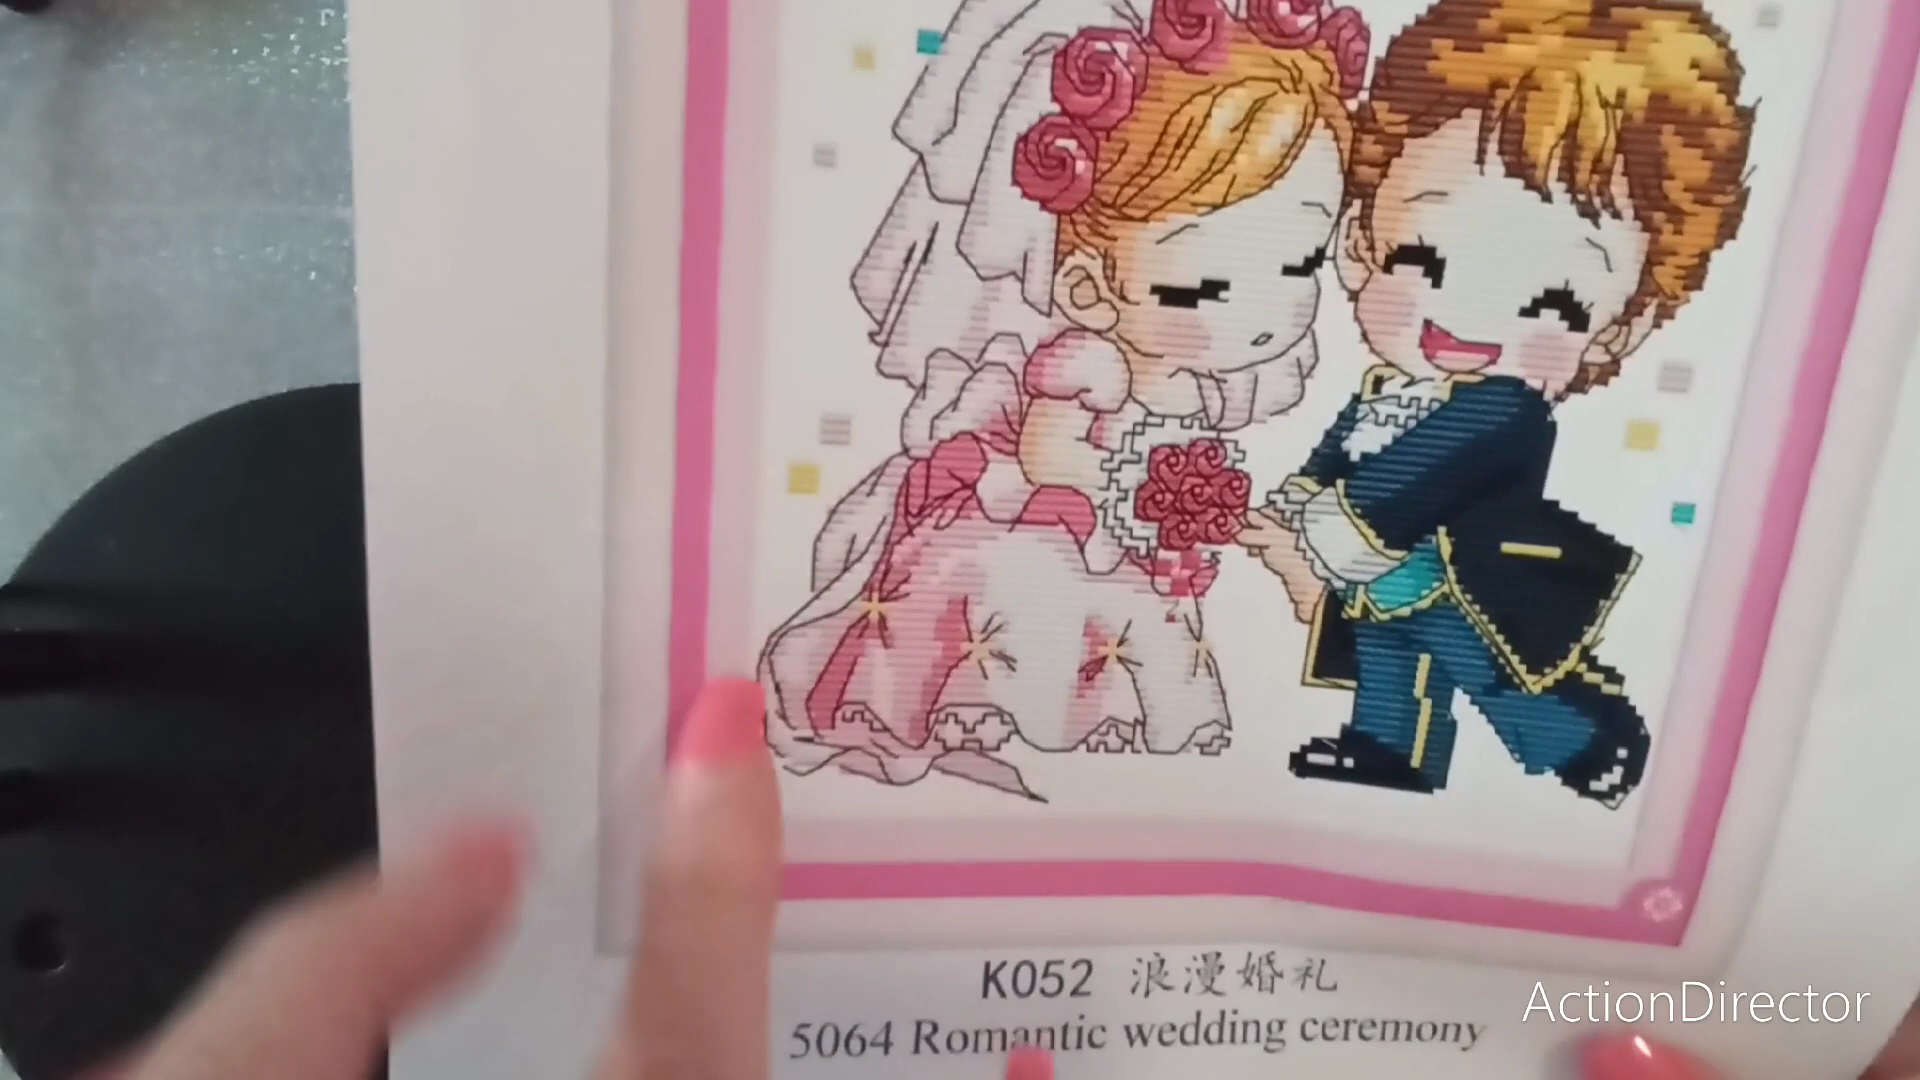 K052 浪漫婚礼
5064 Romantic wedding ceremony
ActionDirector